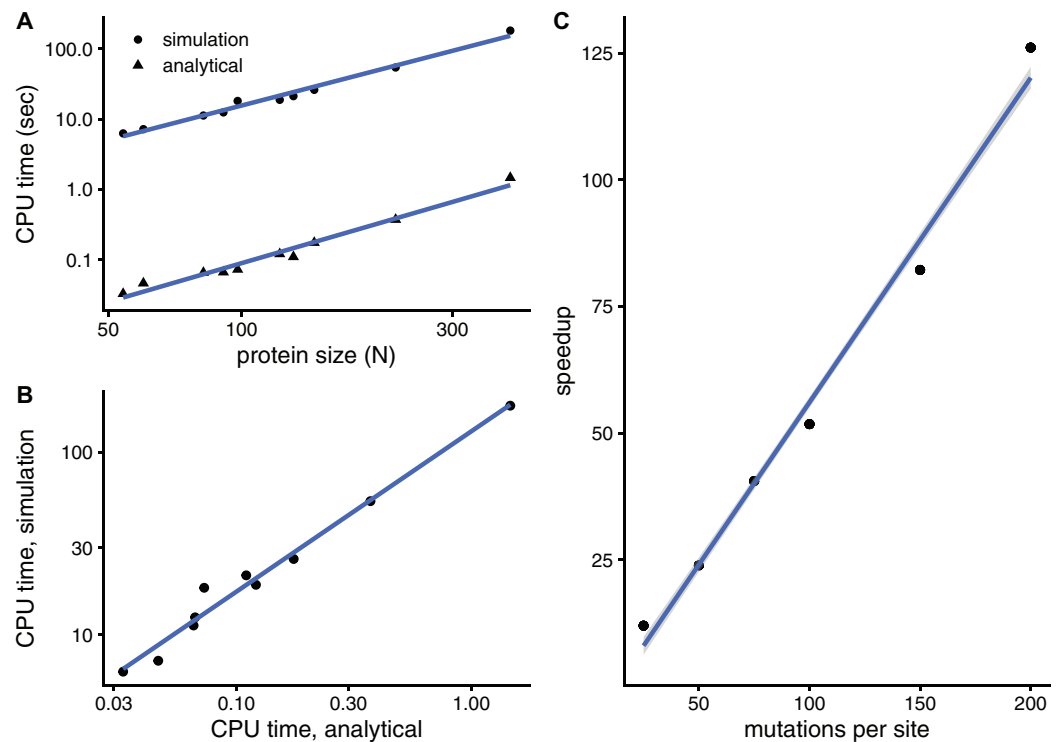 A
simulation
analytical
CPU time (sec)
100.0
10.0
1.0
0.1
50
100
300
protein size (N)
B
CPU time, simulation
100
30
10
0.03
0.10
0.30
1.00
CPU time, analytical
C
speedup
125
100
75
50
25
50
100
150
200
mutations per site